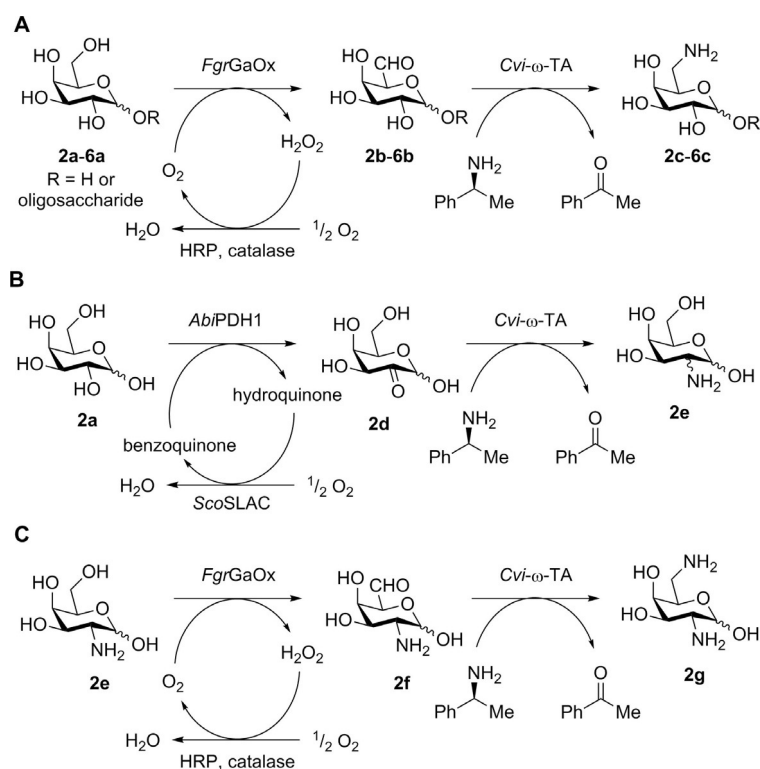 A
OH
HO
O
HO
HO
OR
2a-6a
R = H or
oligosaccharide
FgrGaOx
O2
H2O2
H2O
1/2 O2
HRP, catalase
CHO
HO
O
HO
HO
OR
2b-6b
Cvi-ω-TA
NH2
Ph
Me
O
Ph
Me
NH2
HO
O
HO
HO
OR
2c-6c
B
OH
HO
O
HO
HO
OH
2a
AbiPDH1
hydroquinone
benzoquinone
H2O
1/2 O2
ScoSLAC
OH
HO
O
HO
O
OH
2d
Cvi-ω-TA
NH2
Ph
Me
O
Ph
Me
OH
HO
O
HO
NH2
OH
2e
C
OH
HO
O
HO
NH2
OH
2e
FgrGaOx
O2
H2O2
H2O
1/2 O2
HRP, catalase
CHO
HO
O
HO
NH2
OH
2f
Cvi-ω-TA
NH2
Ph
Me
O
Ph
Me
NH2
HO
O
HO
NH2
OH
2g